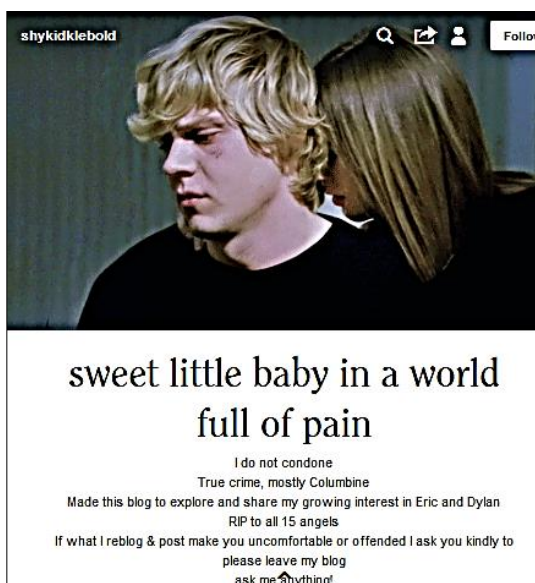 shykidklebold
Follow
sweet little baby in a world
full of pain
I do not condone
True crime, mostly Columbine
Made this blog to explore and share my growing interest in Eric and Dylan
RIP to all 15 angels
If what I reblog & post make you uncomfortable or offended I ask you kindly to
please leave my blog
ask me anything!